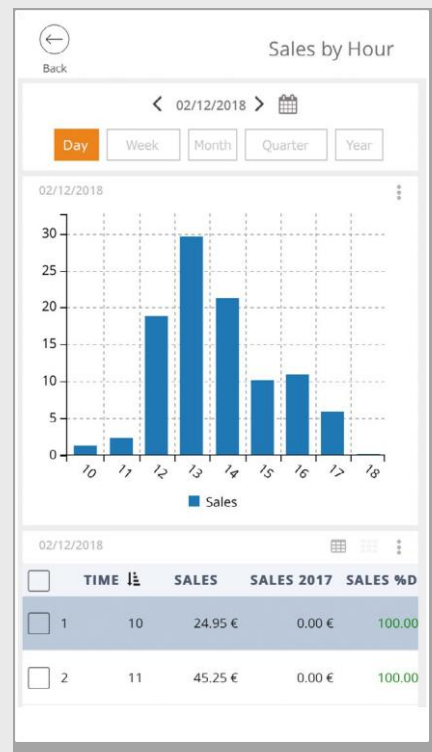 Sales by Hour
Back
02/12/2018
Day Week Month Quarter Year
02/12/2018
30
25
20
15
10
5
0
10 11 12 13 14 15 16 17 18
Sales
02/12/2018
TIME SALES SALES 2017 SALES %D
1 10 24.95 € 0.00 € 100.00
2 11 45.25 € 0.00 € 100.00